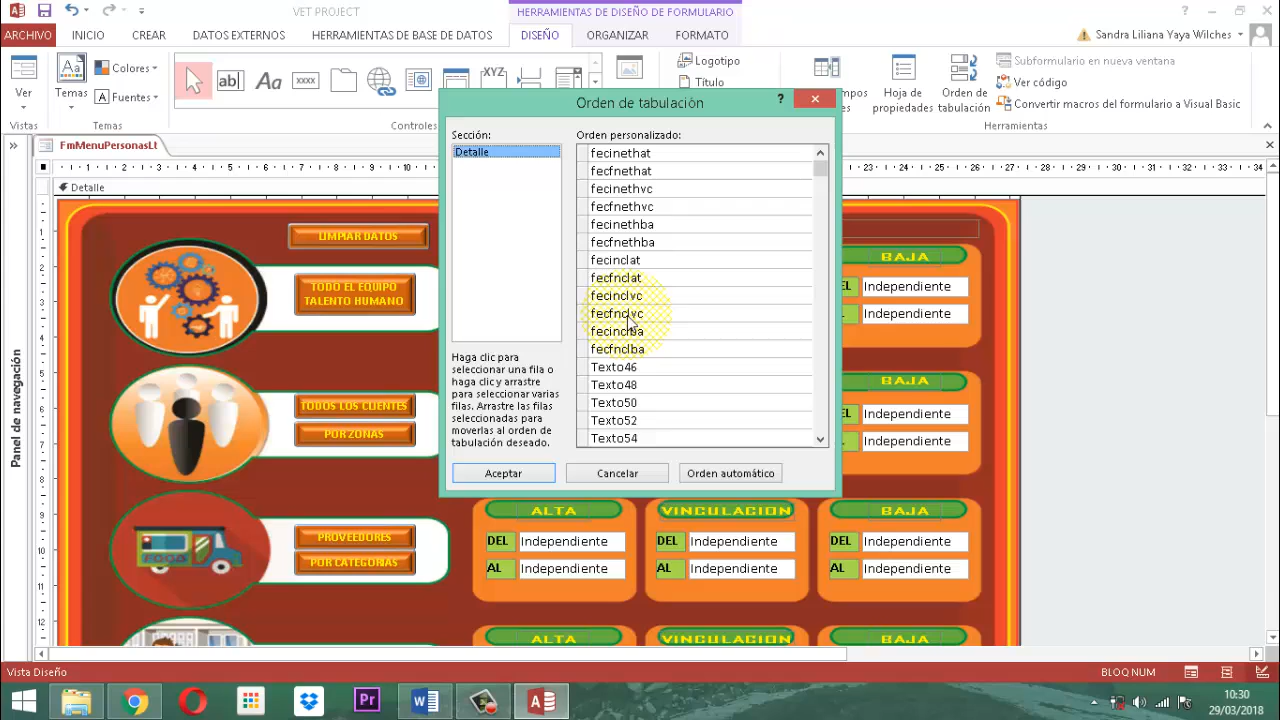 VET PROJECT
HERRAMIENTAS DE DISEÑO DE FORMULARIO
ARCHIVO INICIO CREAR DATOS EXTERNOS HERRAMIENTAS DE BASE DE DATOS DISEÑO ORGANIZAR FORMATO
Sandra Liliana Yaya Wilches
Ver
Vistas
Aa
Temas
Colores
Fuentes
Temas
ab|
Aa
xxxx
XYZ
Controles
Logotipo
Título
Hoja de propiedades
Orden de tabulación
Subformulario en nueva ventana
Ver código
Convertir macros del formulario a Visual Basic
Herramientas
FmMenuPersonasLt
Detalle
Panel de navegación
LIMPIAR DATOS
TODO EL EQUIPO
TALENTO HUMANO
TODOS LOS CLIENTES
POR ZONAS
PROVEEDORES
POR CATEGORIAS
Orden de tabulación
Sección:
Detalle
Haga clic para
seleccionar una fila o
haga clic y arrastre
para seleccionar varias
filas. Arrastre las filas
seleccionadas para
moverlas al orden de
tabulación deseado.
Orden personalizado:
fecinethat
fecfnethat
fecinethvc
fecfnethvc
fecinethba
fecfnethba
fecinclat
fecfnclat
fecinclvc
fecfnclvc
fecinclba
fecfnclba
Texto46
Texto48
Texto50
Texto52
Texto54
Aceptar Cancelar Orden automático
BAJA
Independiente
Independiente
BAJA
Independiente
Independiente
ALTA VINCULACION BAJA
DEL Independiente DEL Independiente DEL Independiente
AL Independiente AL Independiente AL Independiente
ALTA VINCULACION BAJA
Vista Diseño
BLOQ NUM
10:30
29/03/2018